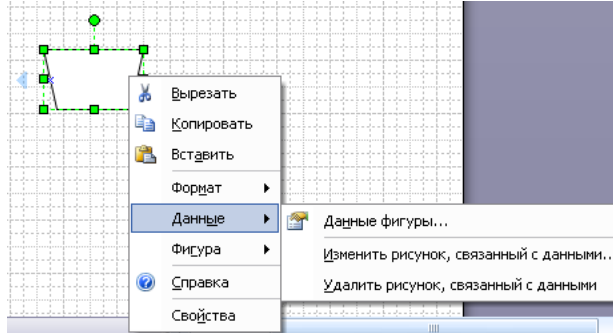 Вырезать
Копировать
Вставить
Формат
Данные
Фигура
Справка
Свойства
Данные фигуры...
Изменить рисунок, связанный с данными..
Удалить рисунок, связанный с данными